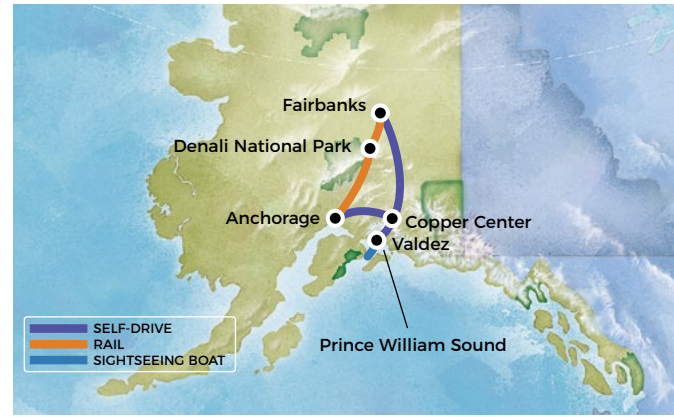 Fairbanks
Denali National Park
Anchorage
Copper Center
Valdez
Prince William Sound
SELF-DRIVE
RAIL
SIGHTSEEING BOAT